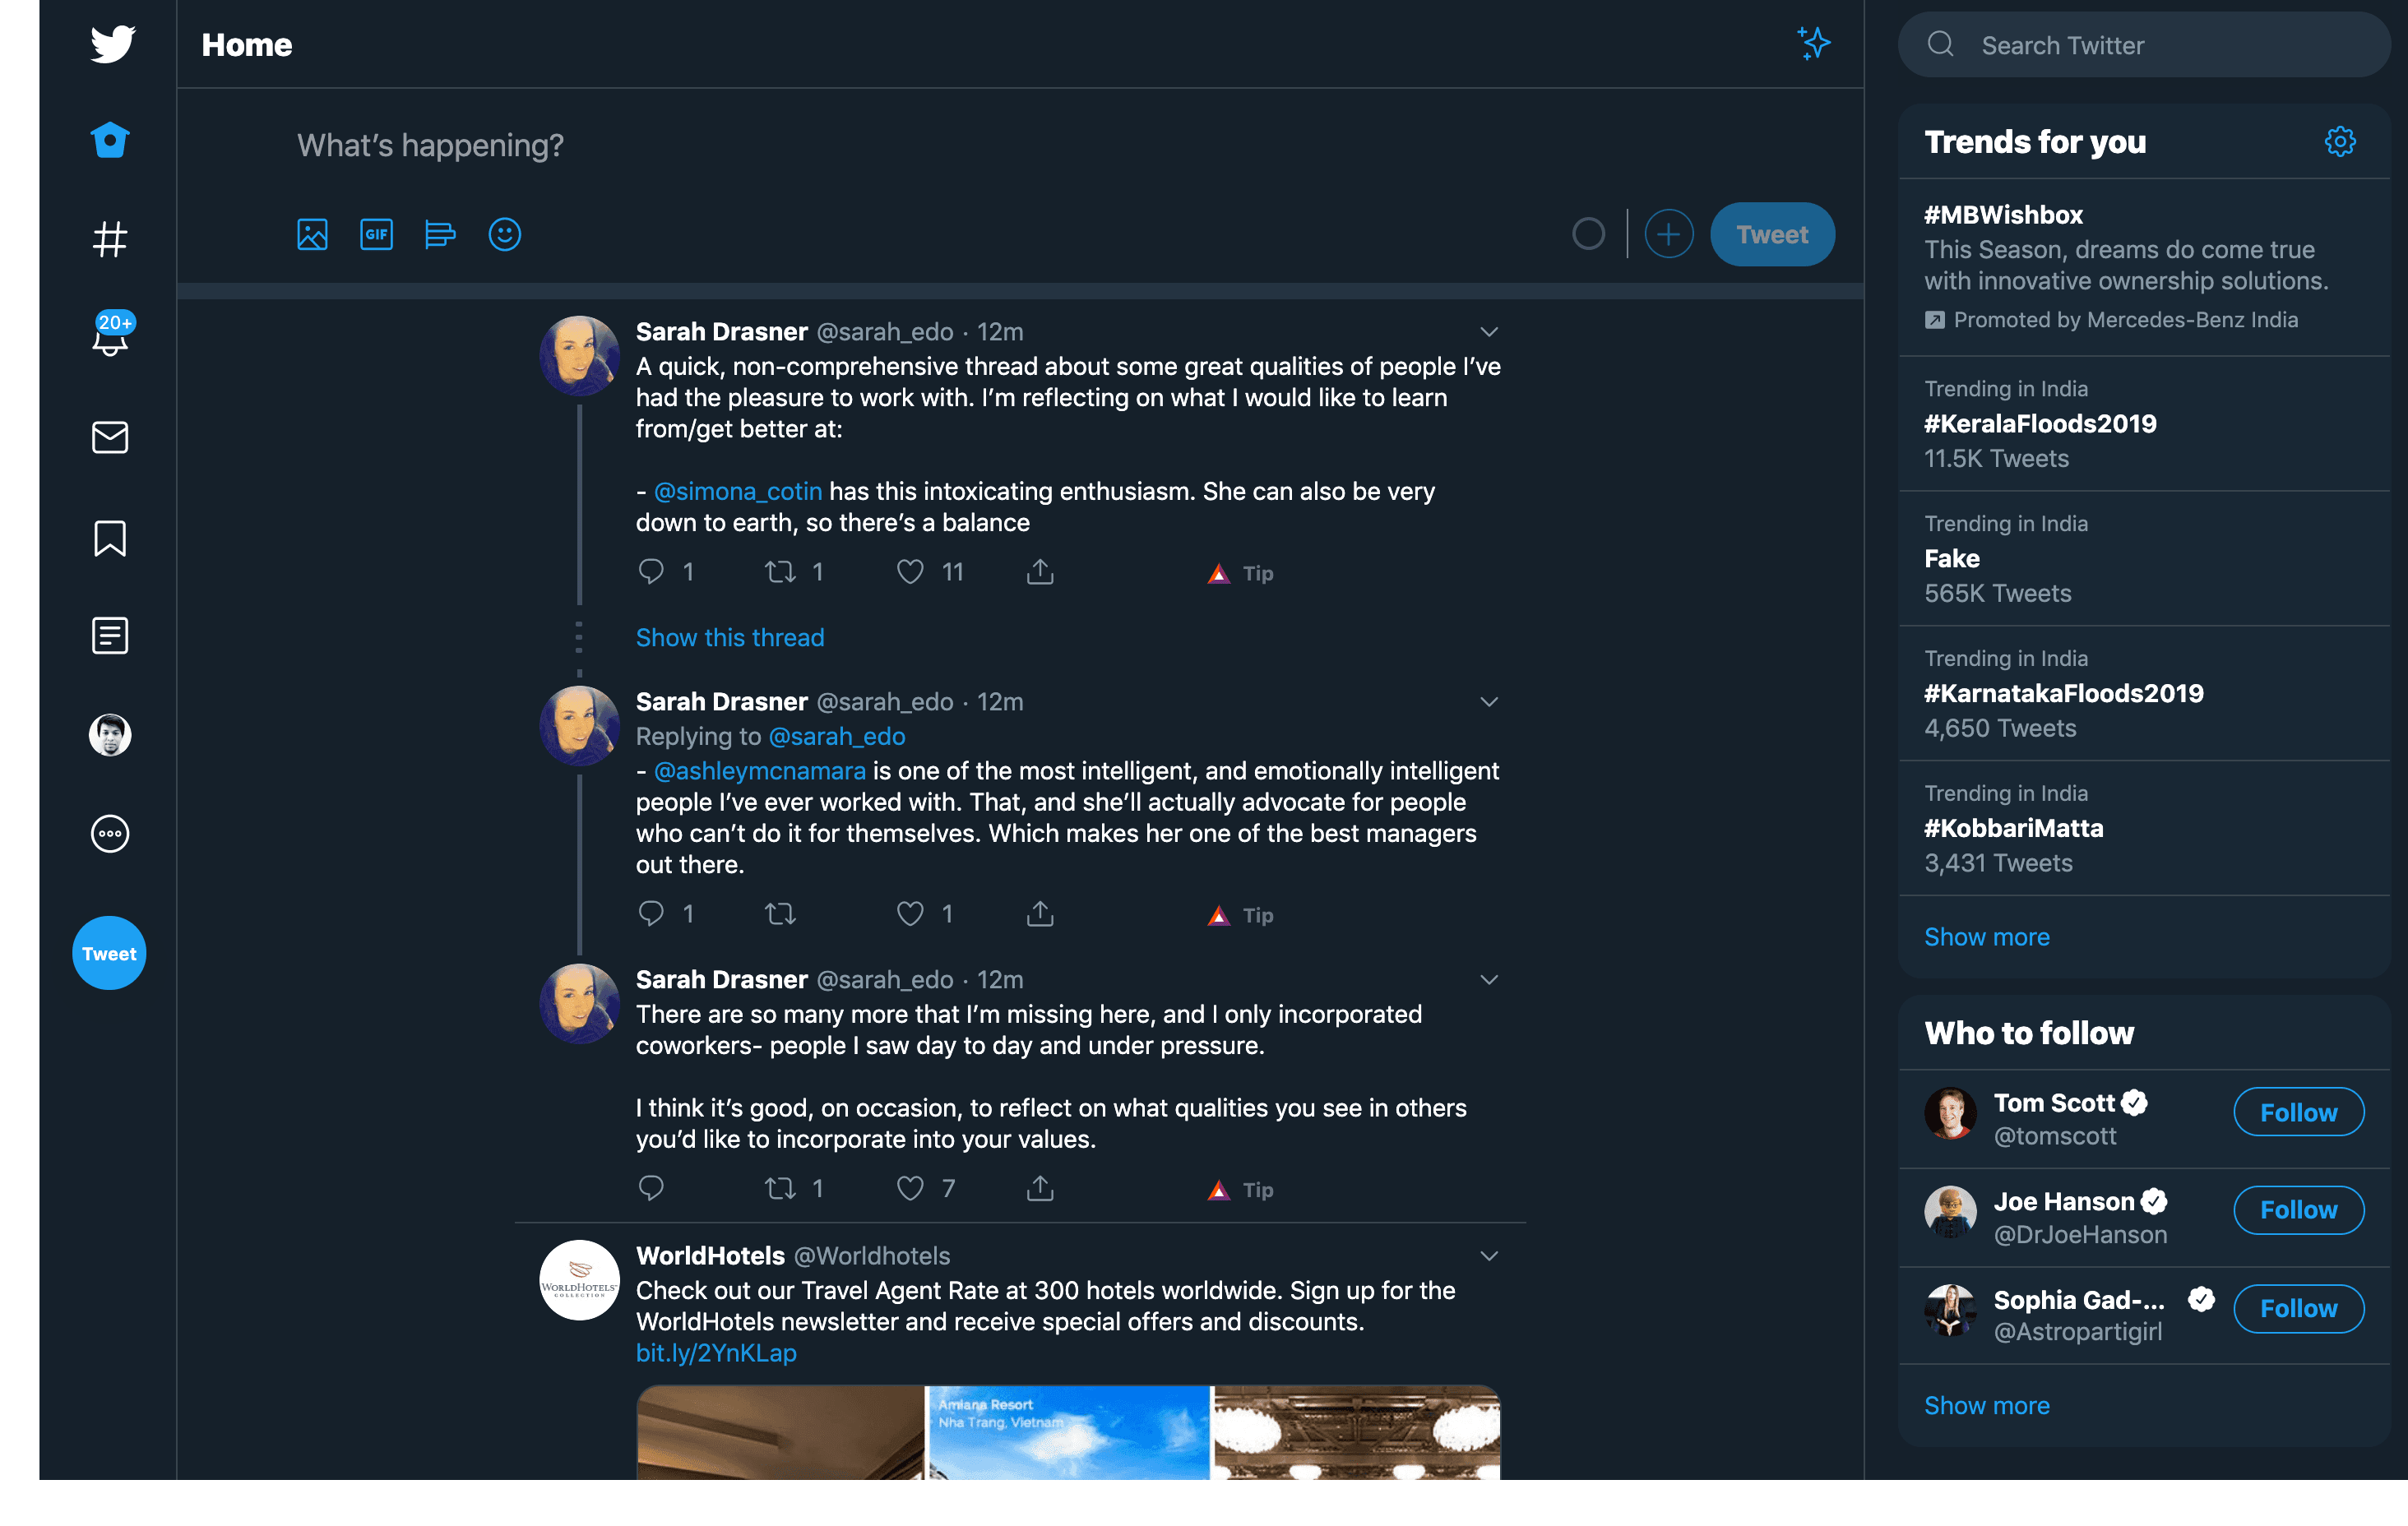 Home
What’s happening?
GIF
Tweet
20+
Tweet
Sarah Drasner @sarah_edo · 12m
A quick, non-comprehensive thread about some great qualities of people I’ve
had the pleasure to work with. I’m reflecting on what I would like to learn
from/get better at:
- @simona_cotin has this intoxicating enthusiasm. She can also be very
down to earth, so there’s a balance
1 1 11 Tip
Show this thread
Sarah Drasner @sarah_edo · 12m
Replying to @sarah_edo
- @ashleymcnamara is one of the most intelligent, and emotionally intelligent
people I’ve ever worked with. That, and she’ll actually advocate for people
who can’t do it for themselves. Which makes her one of the best managers
out there.
1 1 Tip
Sarah Drasner @sarah_edo · 12m
There are so many more that I’m missing here, and I only incorporated
coworkers- people I saw day to day and under pressure.
I think it’s good, on occasion, to reflect on what qualities you see in others
you’d like to incorporate into your values.
1 7 Tip
WORLDHOTELS
COLLECTION
WorldHotels @Worldhotels
Check out our Travel Agent Rate at 300 hotels worldwide. Sign up for the
WorldHotels newsletter and receive special offers and discounts.
bit.ly/2YnKLap
Amiana Resort
Nha Trang, Vietnam
Search Twitter
Trends for you
#MBWishbox
This Season, dreams do come true
with innovative ownership solutions.
Promoted by Mercedes-Benz India
Trending in India
#KeralaFloods2019
11.5K Tweets
Trending in India
Fake
565K Tweets
Trending in India
#KarnatakaFloods2019
4,650 Tweets
Trending in India
#KobbariMatta
3,431 Tweets
Show more
Who to follow
Tom Scott
@tomscott
Follow
Joe Hanson
@DrJoeHanson
Follow
Sophia Gad-...
@Astropartigirl
Follow
Show more